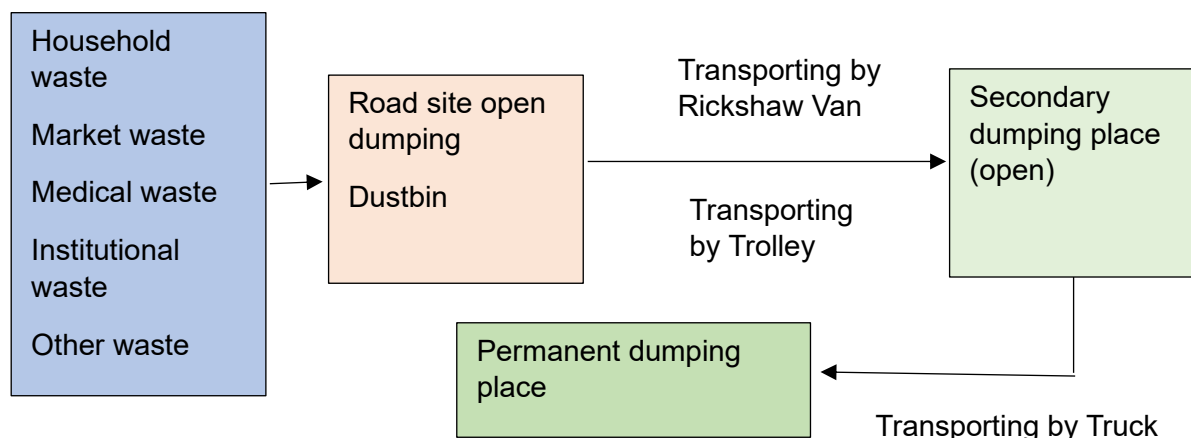 Household
waste
Market waste
Medical waste
Institutional
waste
Other waste
Road site open
dumping
Dustbin
Transporting by
Rickshaw Van
Transporting
by Trolley
Secondary
dumping place
(open)
Permanent dumping
place
Transporting by Truck